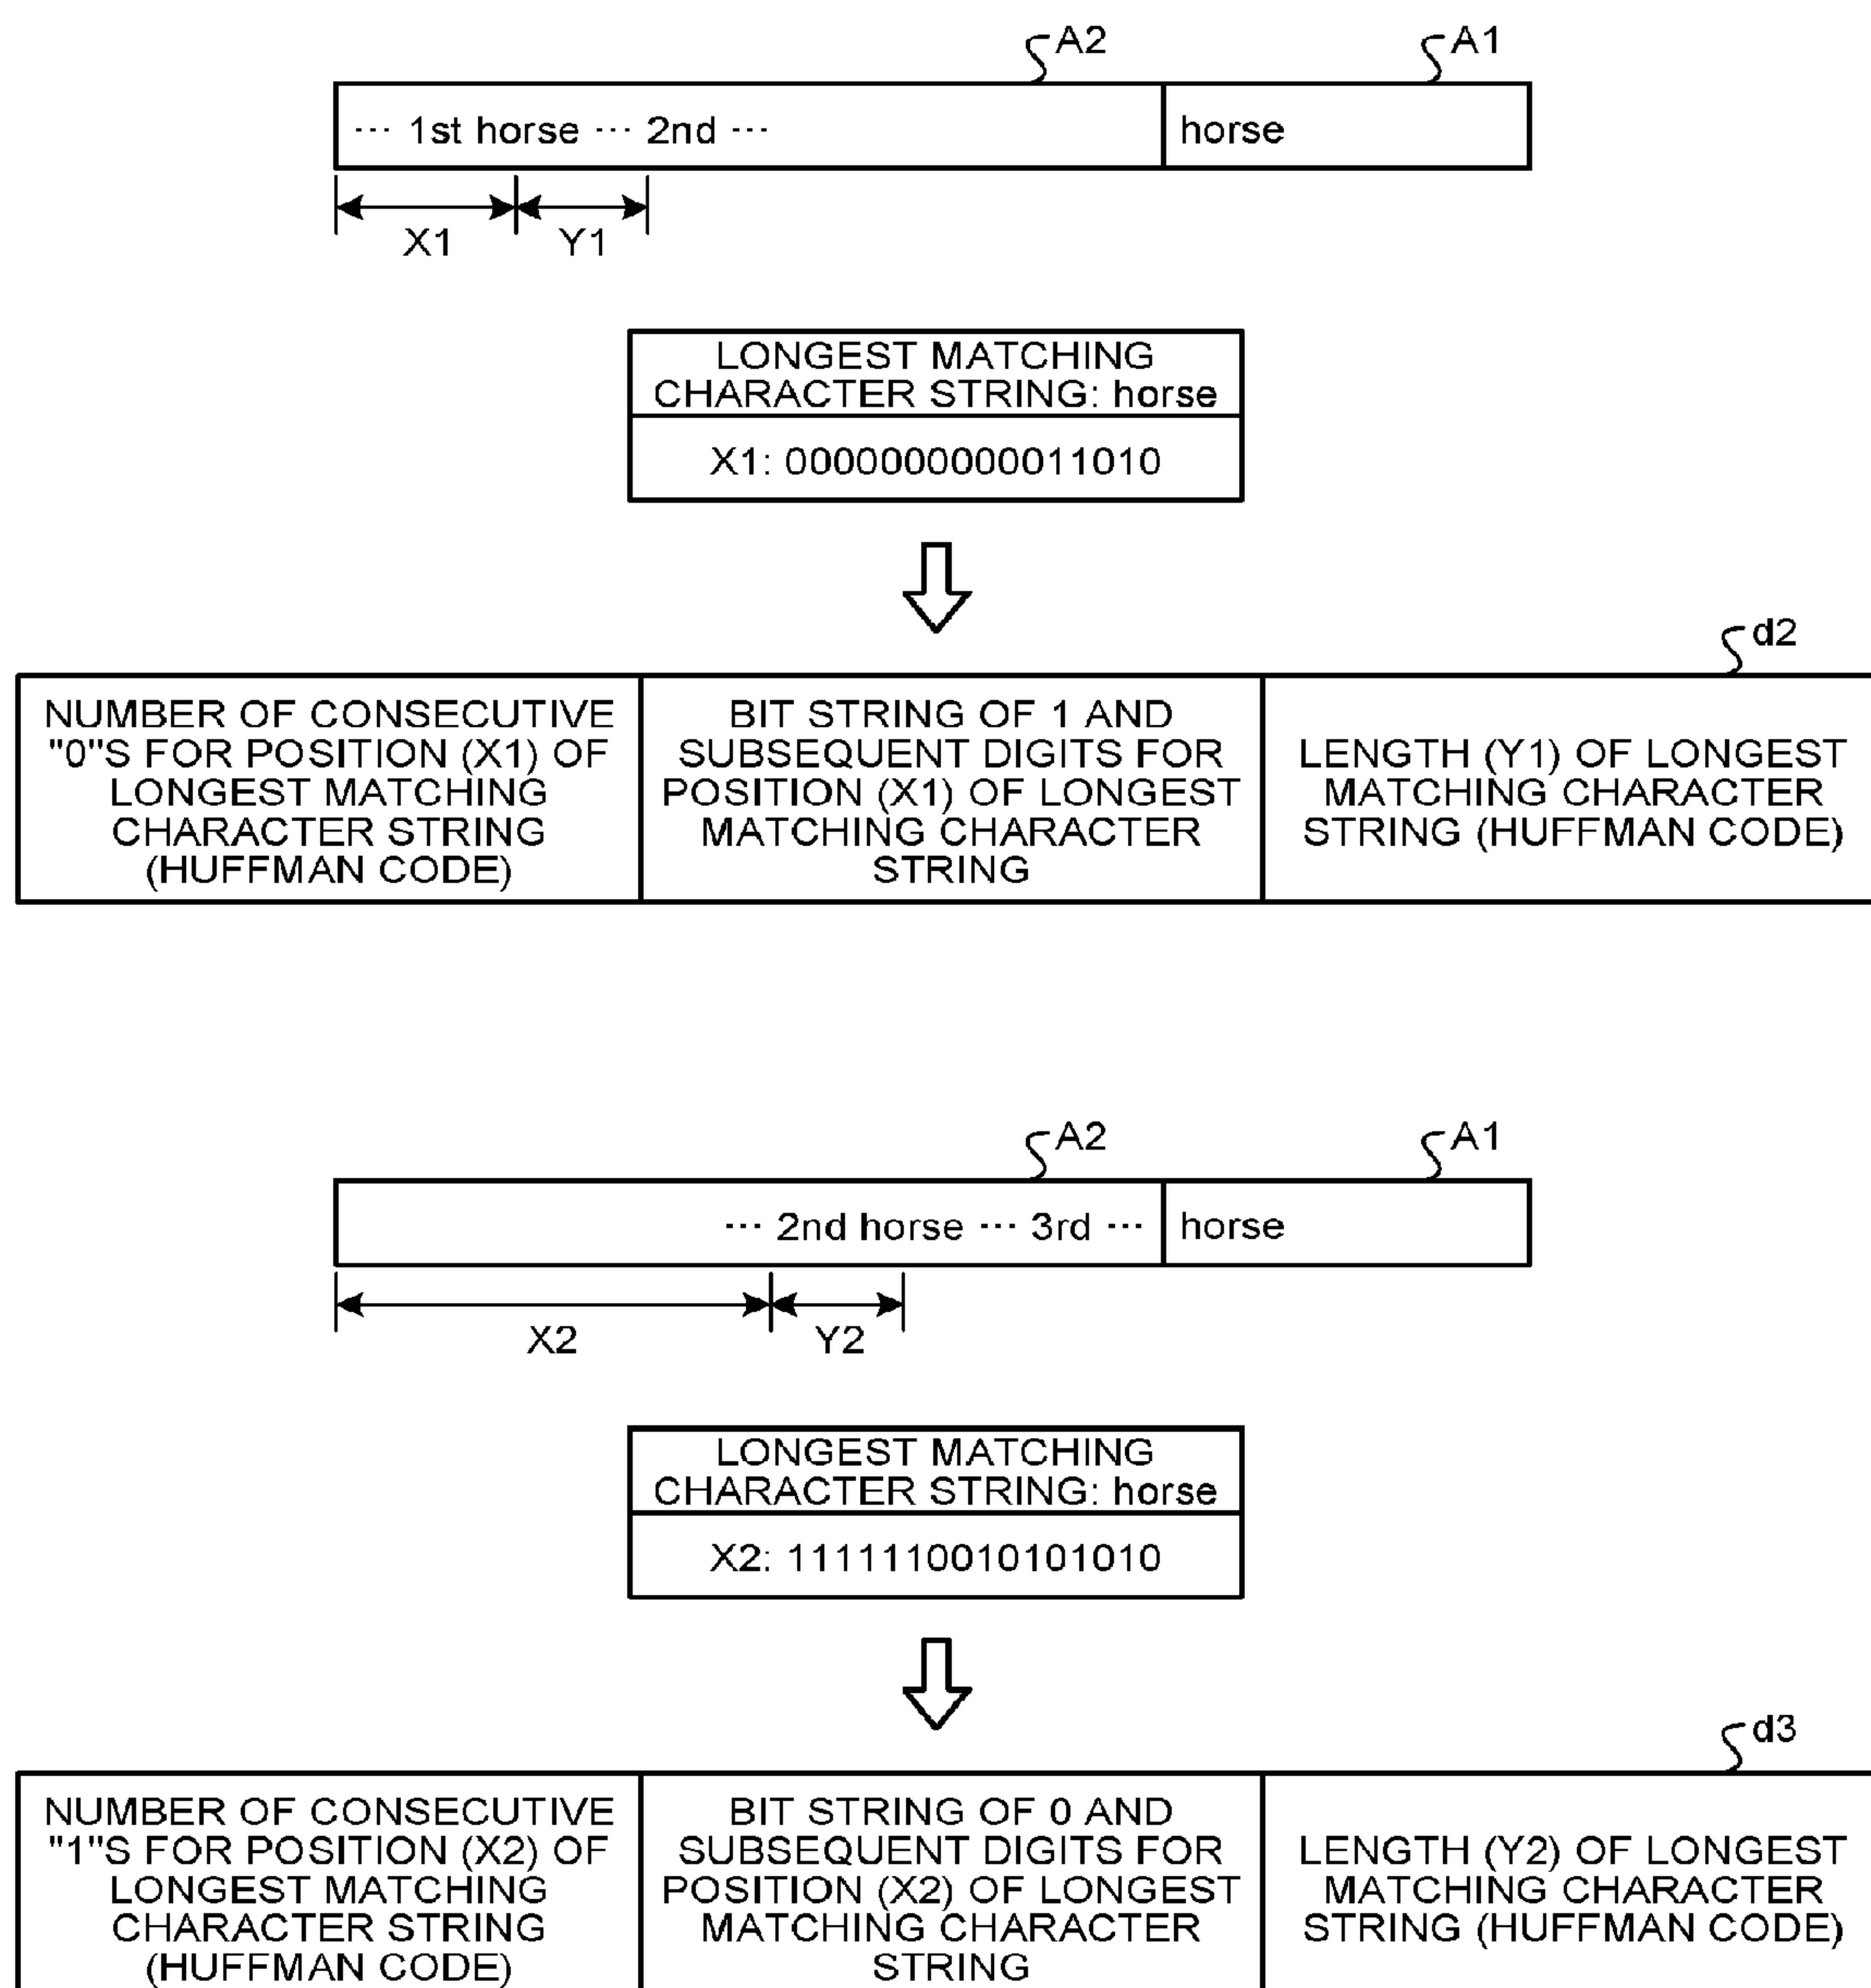 A2
A1
··· 1st horse ··· 2nd ···
horse
X1
Y1
LONGEST MATCHING
CHARACTER STRING: horse
X1: 0000000000011010
d2
NUMBER OF CONSECUTIVE
"0"S FOR POSITION (X1) OF
LONGEST MATCHING
CHARACTER STRING
(HUFFMAN CODE)
BIT STRING OF 1 AND
SUBSEQUENT DIGITS FOR
POSITION (X1) OF LONGEST
MATCHING CHARACTER
STRING
LENGTH (Y1) OF LONGEST
MATCHING CHARACTER
STRING (HUFFMAN CODE)
A2
A1
··· 2nd horse ··· 3rd ···
horse
X2
Y2
LONGEST MATCHING
CHARACTER STRING: horse
X2: 1111110010101010
d3
NUMBER OF CONSECUTIVE
"1"S FOR POSITION (X2) OF
LONGEST MATCHING
CHARACTER STRING
(HUFFMAN CODE)
BIT STRING OF 0 AND
SUBSEQUENT DIGITS FOR
POSITION (X2) OF LONGEST
MATCHING CHARACTER
STRING
LENGTH (Y2) OF LONGEST
MATCHING CHARACTER
STRING (HUFFMAN CODE)